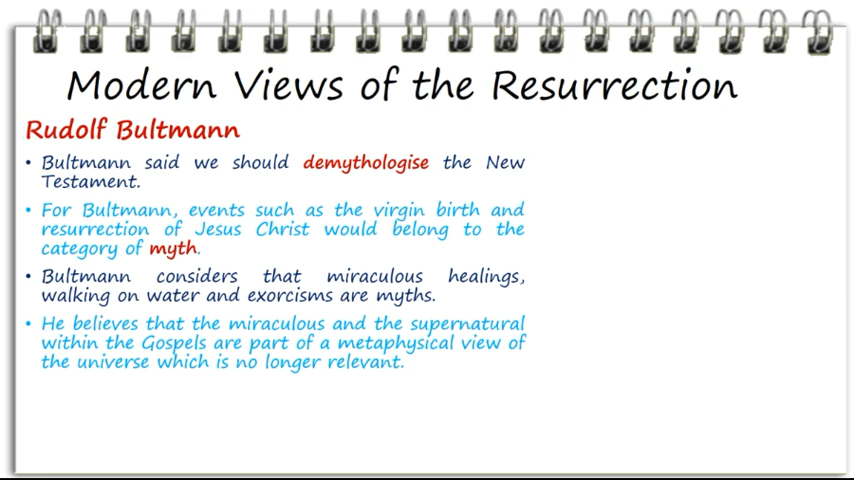 Modern Views of the Resurrection
Rudolf Bultmann
• Bultmann said we should demythologise the New
Testament.
• For Bultmann, events such as the virgin birth and
resurrection of Jesus Christ would belong to the
category of myth.
• Bultmann considers that miraculous healings,
walking on water and exorcisms are myths.
• He believes that the miraculous and the supernatural
within the Gospels are part of a metaphysical view of
the universe which is no longer relevant.